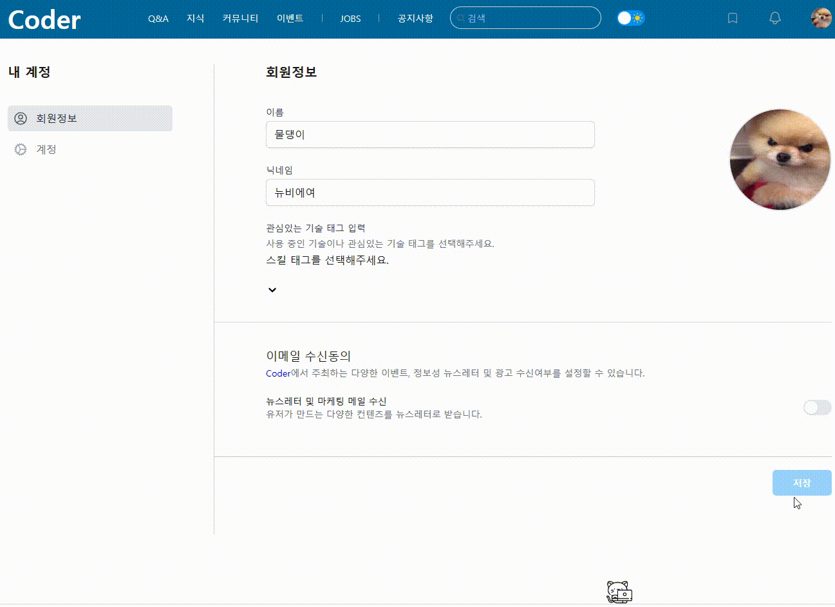 Coder
Q&A 지식 커뮤니티 이벤트 | JOBS | 공지사항 검색
내 계정
회원정보
계정
회원정보
이름
물댕이
닉네임
뉴비에여
관심있는 기술 태그 입력
사용 중인 기술이나 관심있는 기술 태그를 선택해주세요.
스킬 태그를 선택해주세요.
이메일 수신동의
Coder에서 주최하는 다양한 이벤트, 정보성 뉴스레터 및 광고 수신여부를 설정할 수 있습니다.
뉴스레터 및 마케팅 메일 수신
유저가 만드는 다양한 컨텐츠를 뉴스레터로 받습니다.
저장